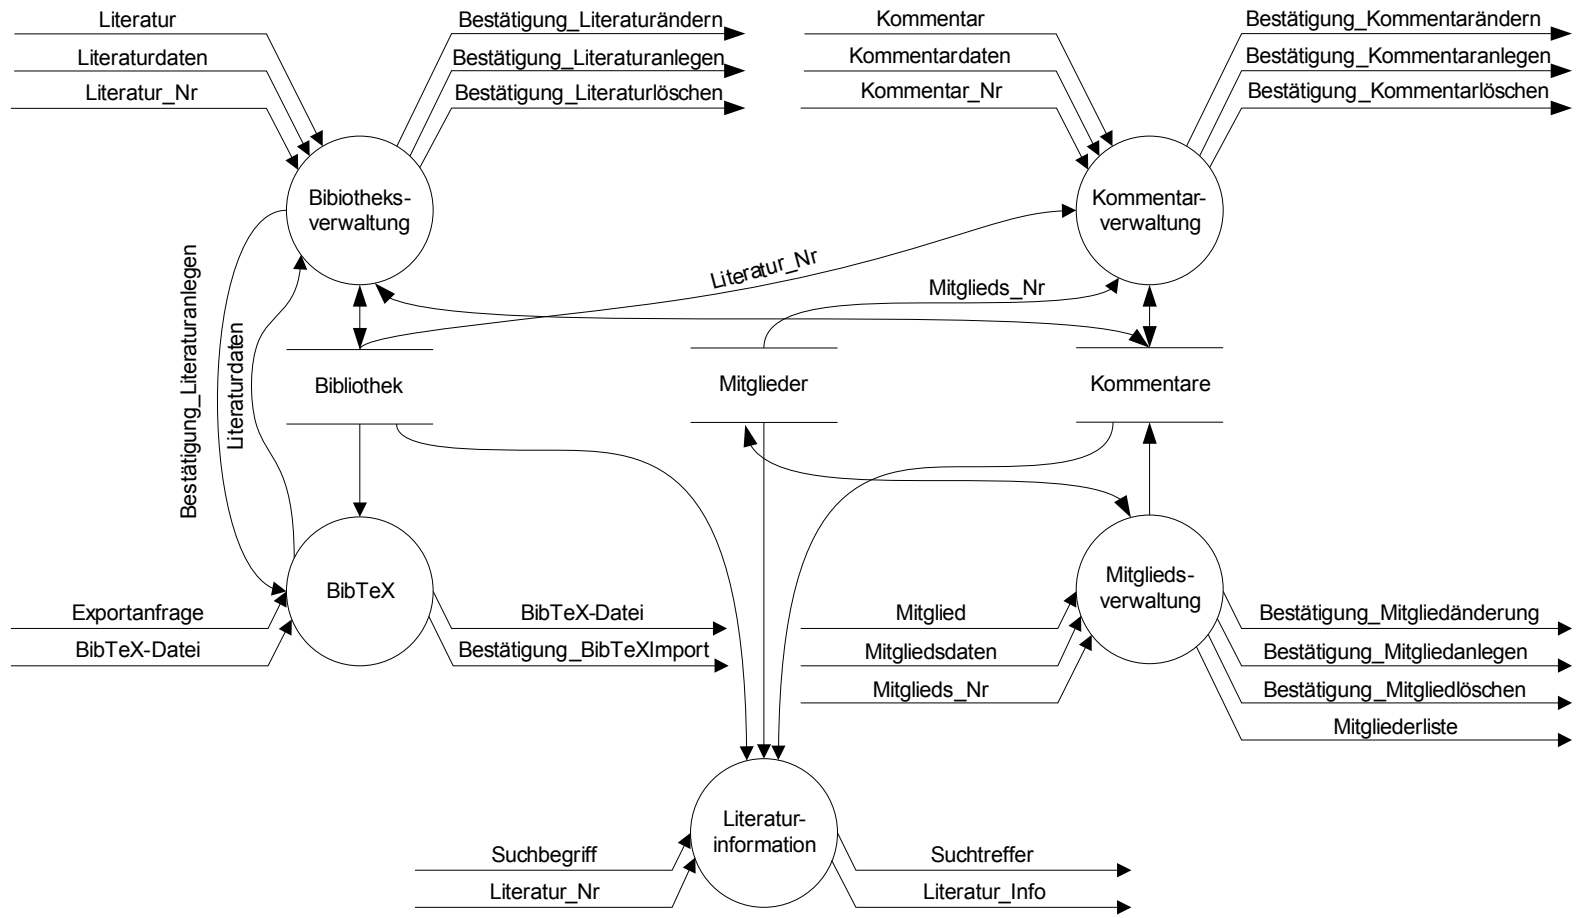 Literatur
Literaturdaten
Literatur_Nr
Bestätigung_Literaturändern
Bestätigung_Literaturanlegen
Bestätigung_Literaturlöschen
Kommentar
Kommentardaten
Kommentar_Nr
Bestätigung_Kommentarändern
Bestätigung_Kommentaranlegen
Bestätigung_Kommentarlöschen
Bibiotheks-
verwaltung
Kommentar-
verwaltung
Literatur_Nr
Mitglieds_Nr
Bestätigung_Literaturanlegen
Literaturdaten
Bibliothek
Mitglieder
Kommentare
BibTeX
Exportanfrage
BibTeX-Datei
BibTeX-Datei
Bestätigung_BibTeXImport
Mitglieds-
verwaltung
Mitglied
Mitgliedsdaten
Mitglieds_Nr
Bestätigung_Mitgliedänderung
Bestätigung_Mitgliedanlegen
Bestätigung_Mitgliedlöschen
Mitgliederliste
Literatur-
information
Suchbegriff
Literatur_Nr
Suchtreffer
Literatur_Info